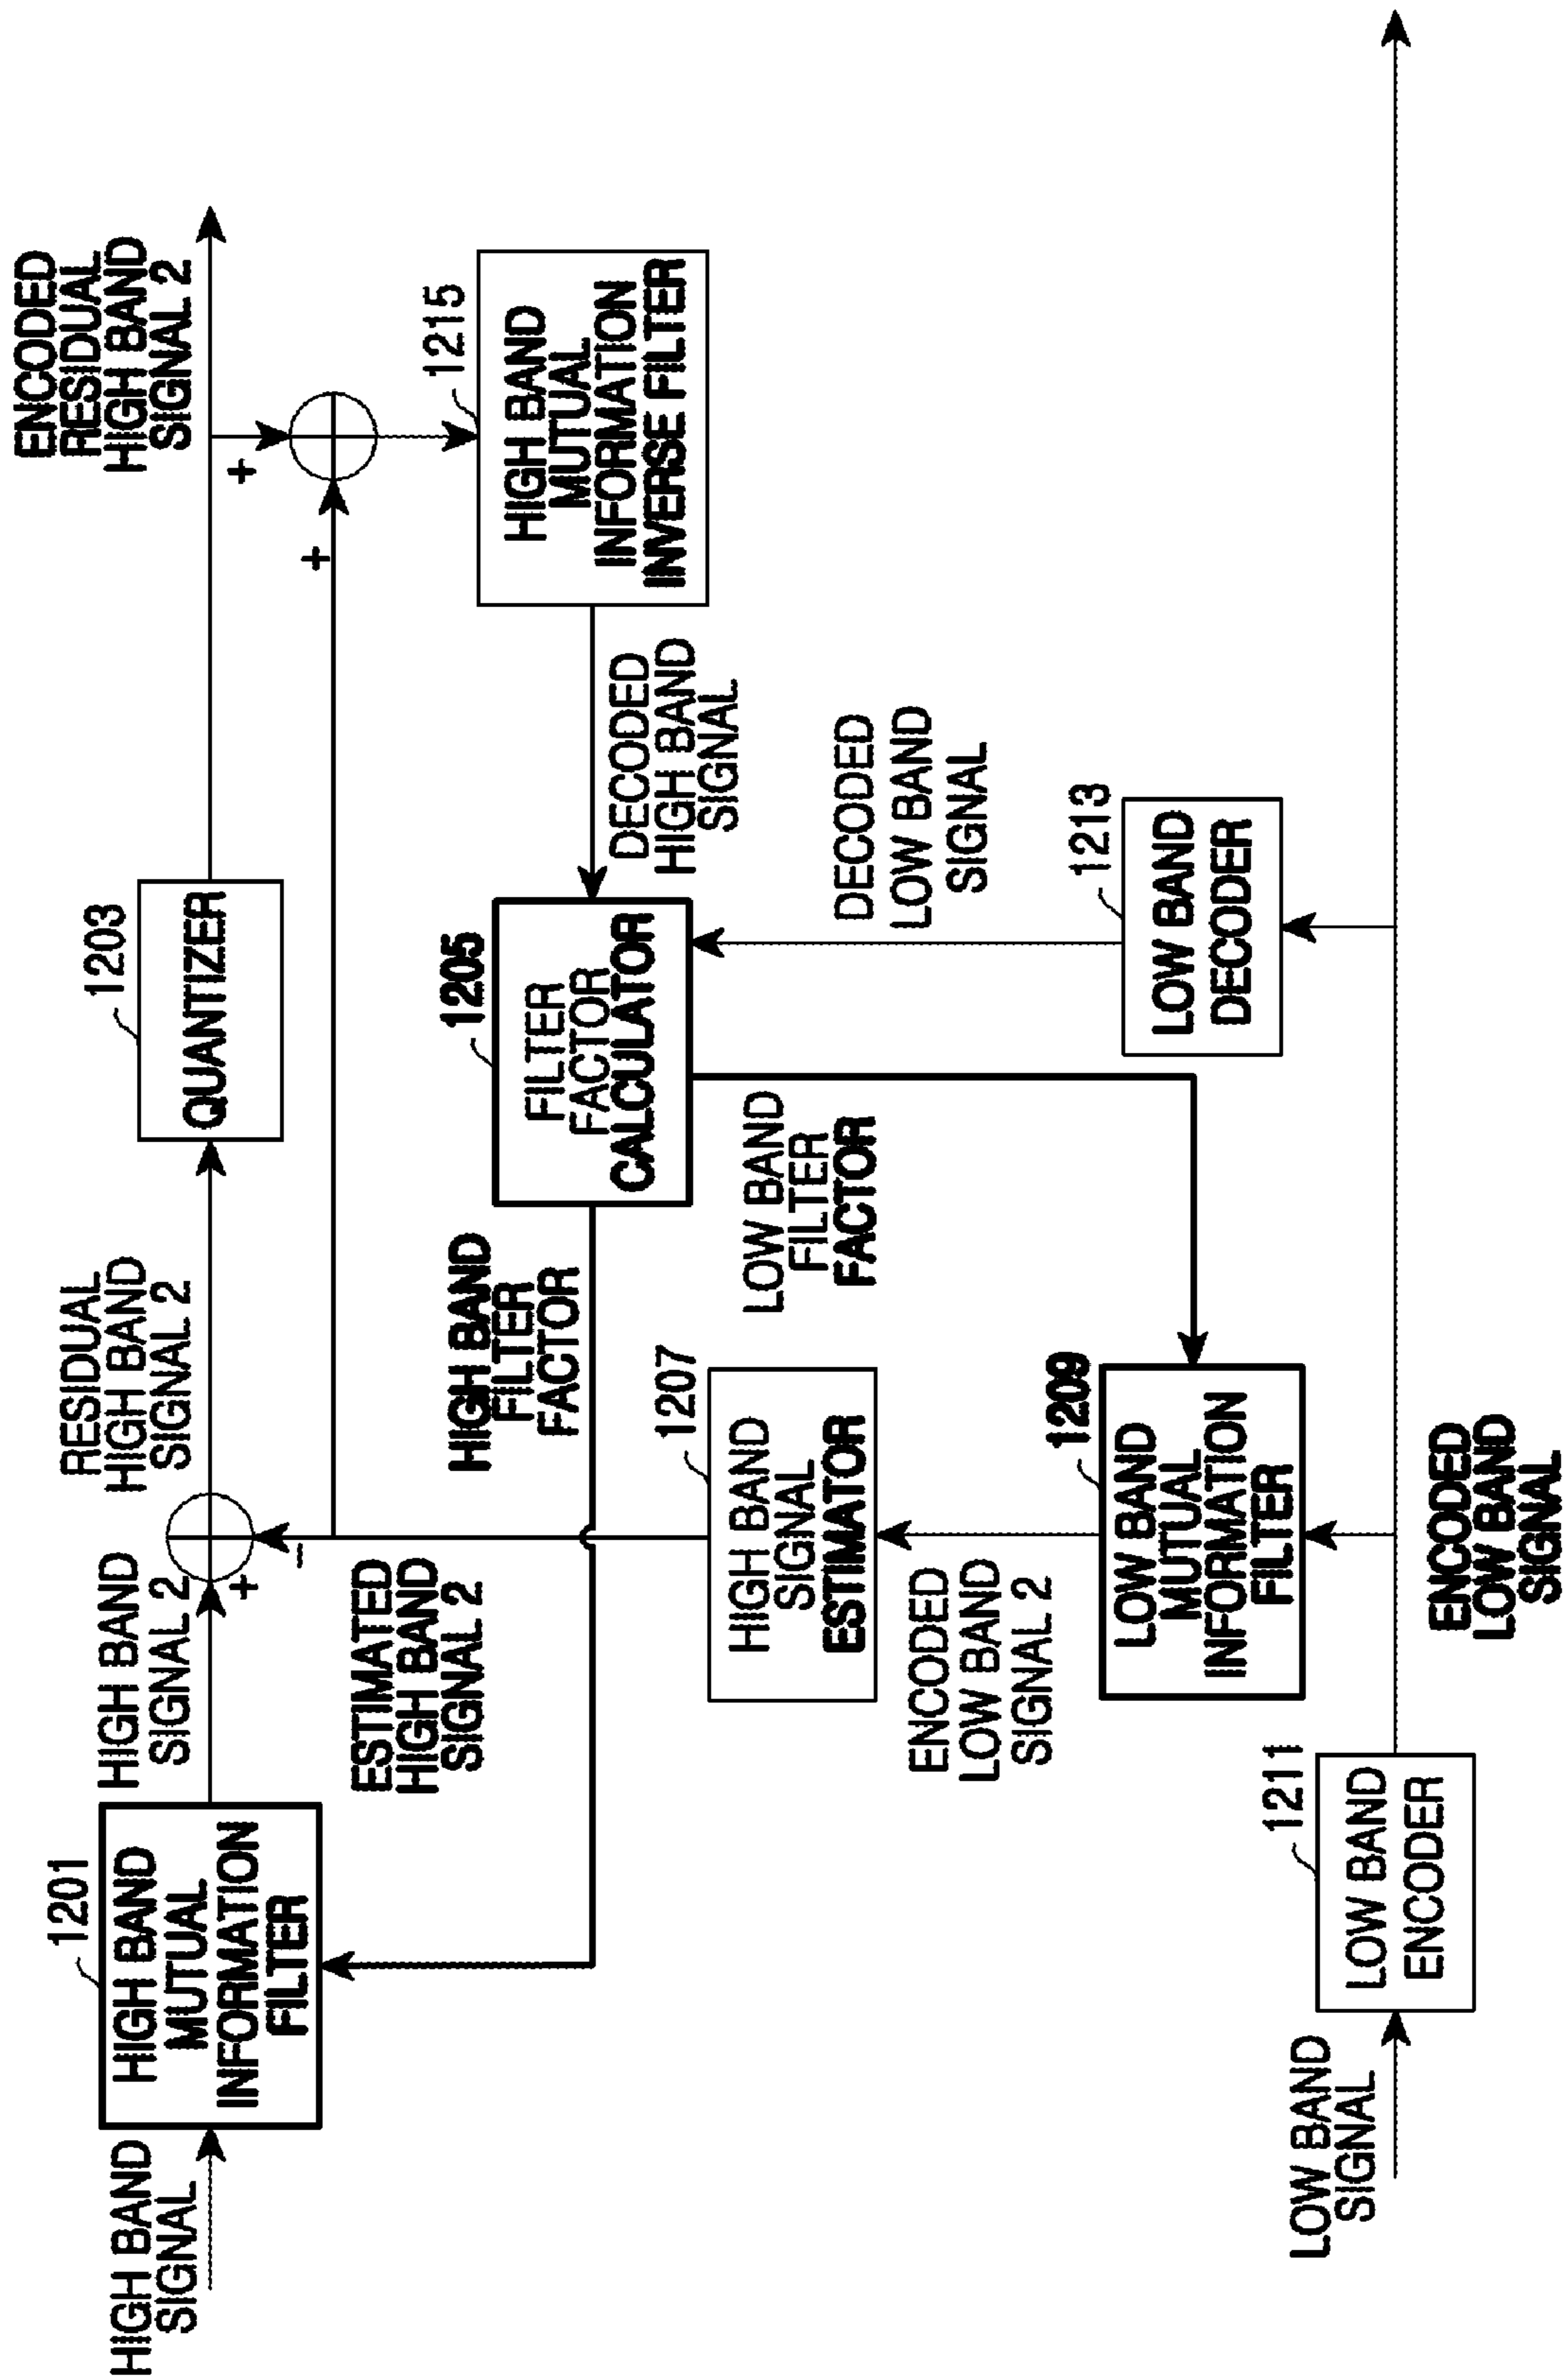 HIGH BAND
SIGNAL
1201
HIGH BAND
MUTUAL
INFORMATION
FILTER
HIGH BAND
SIGNAL 2
+
-
RESIDUAL
HIGH BAND
SIGNAL 2
1203
QUANTIZER
ENCODED
RESIDUAL
HIGH BAND
SIGNAL 2
+
+
ESTIMATED
HIGH BAND
SIGNAL 2
HIGH BAND
FILTER
FACTOR
1205
FILTER
FACTOR
CALCULATOR
DECODED
HIGH BAND
SIGNAL
1215
HIGH BAND
MUTUAL
INFORMATION
INVERSE FILTER
1207
HIGH BAND
SIGNAL
ESTIMATOR
LOW BAND
FILTER
FACTOR
DECODED
LOW BAND
SIGNAL
ENCODED
LOW BAND
SIGNAL 2
1209
LOW BAND
MUTUAL
INFORMATION
FILTER
1213
LOW BAND
DECODER
LOW BAND
SIGNAL
1211
LOW BAND
ENCODER
ENCODED
LOW BAND
SIGNAL